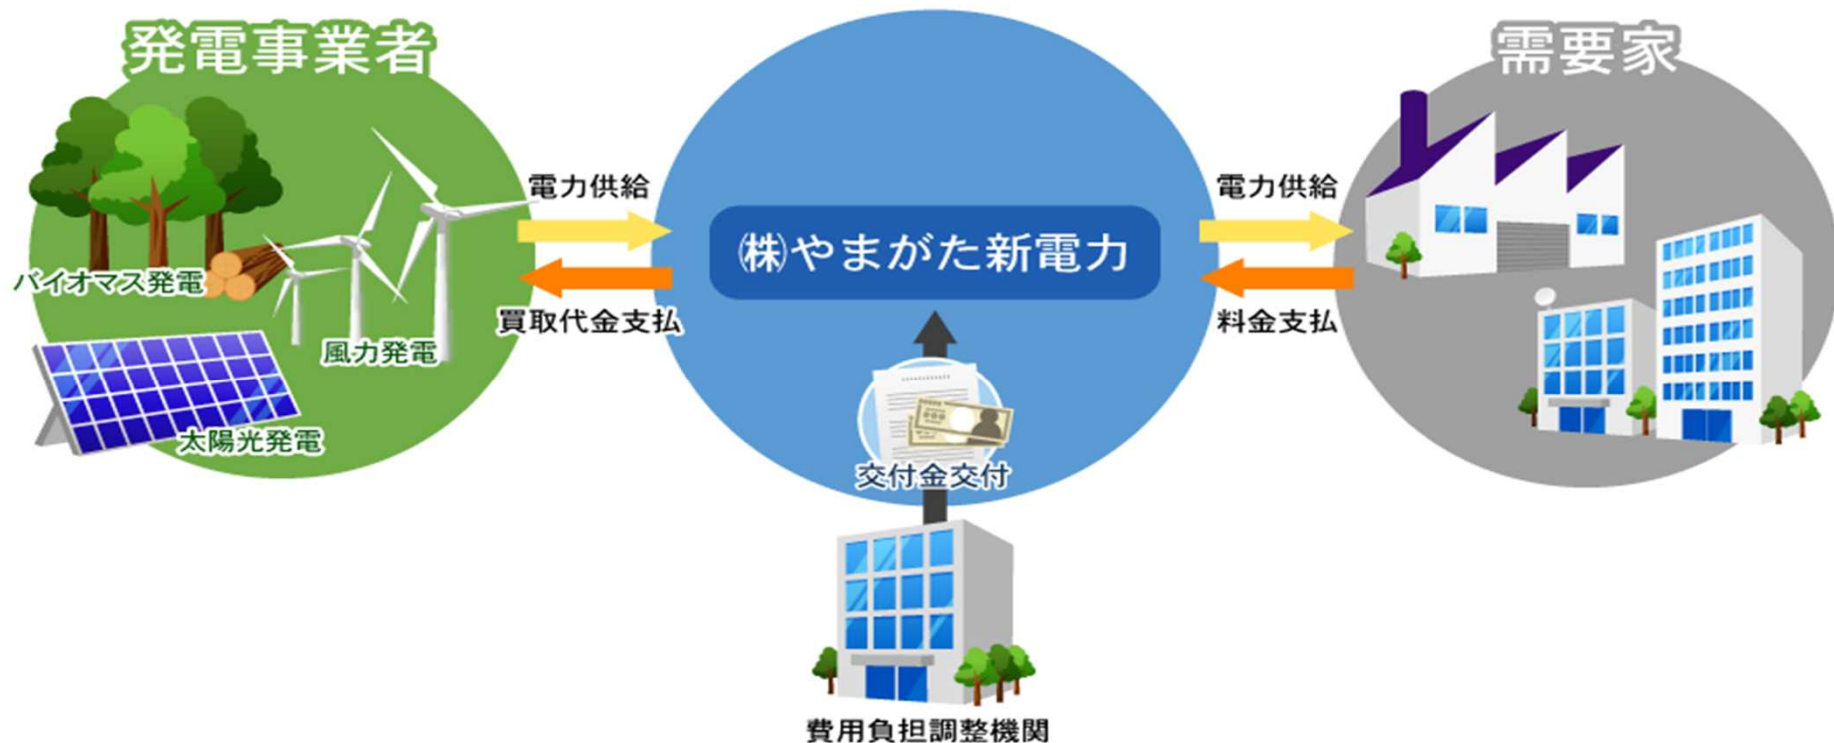 発電事業者
需要家
電力供給
電力供給
㈱やまがた新電力
バイオマス発電
買取代金支払
料金支払
風力発電
太陽光発電
交付金交付
費用負担調整機関